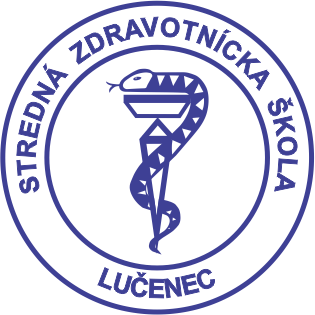 STREDNÁ ZDRAVOTNÍCKA ŠKOLA
LUČENEC